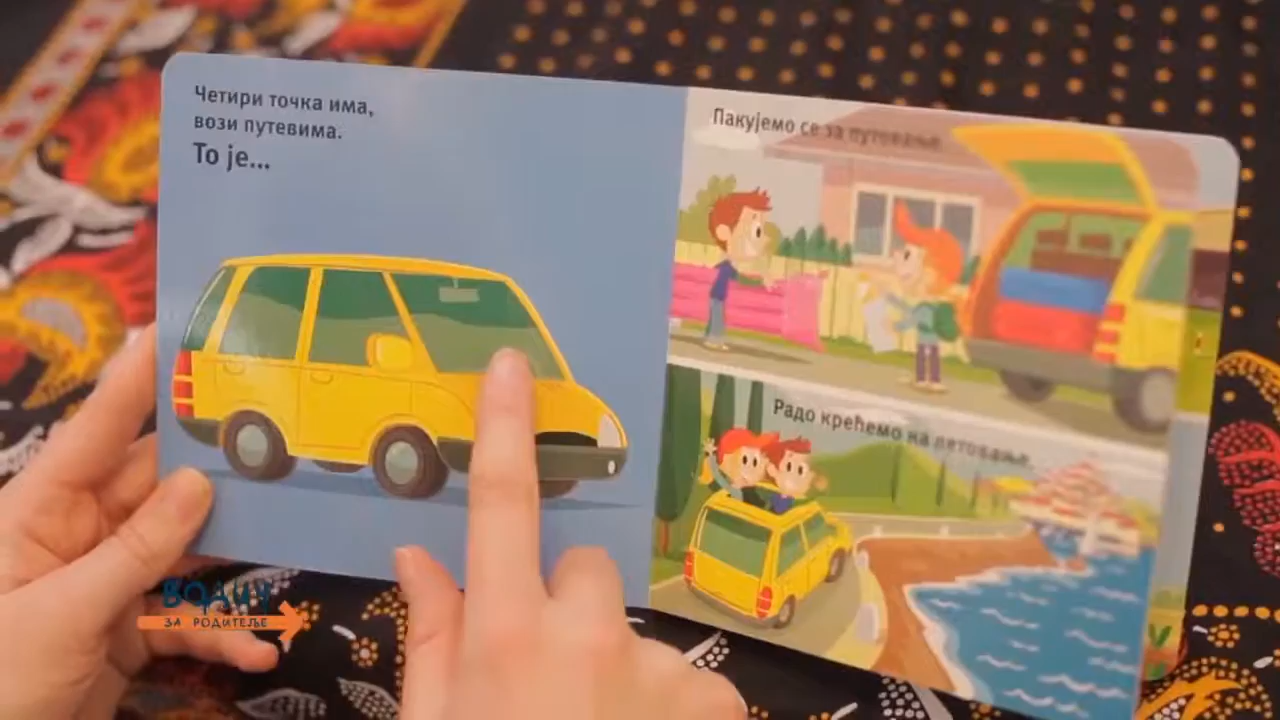 Четири точка има,
вози путевима.
То је...
Пакујемо се за путовање.
Радо крећемо на летовање.
ВОДИЧ
ЗА РОДИТЕЉЕ